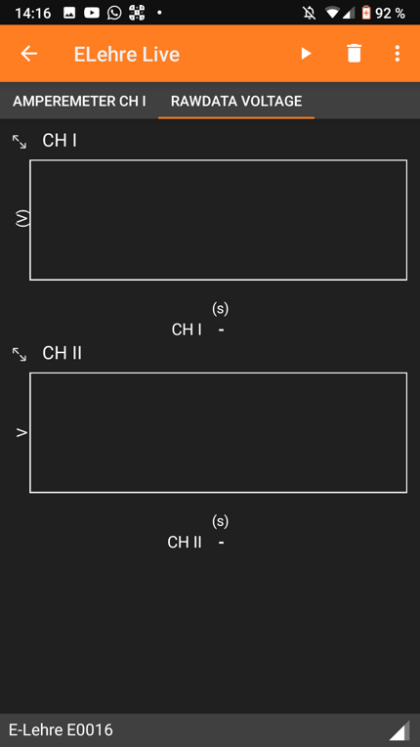 14:16 92 %
ELehre Live
AMPEREMETER CH I RAWDATA VOLTAGE
CH I
(V)
(s)
CH I -
CH II
V
(s)
CH II -
E-Lehre E0016